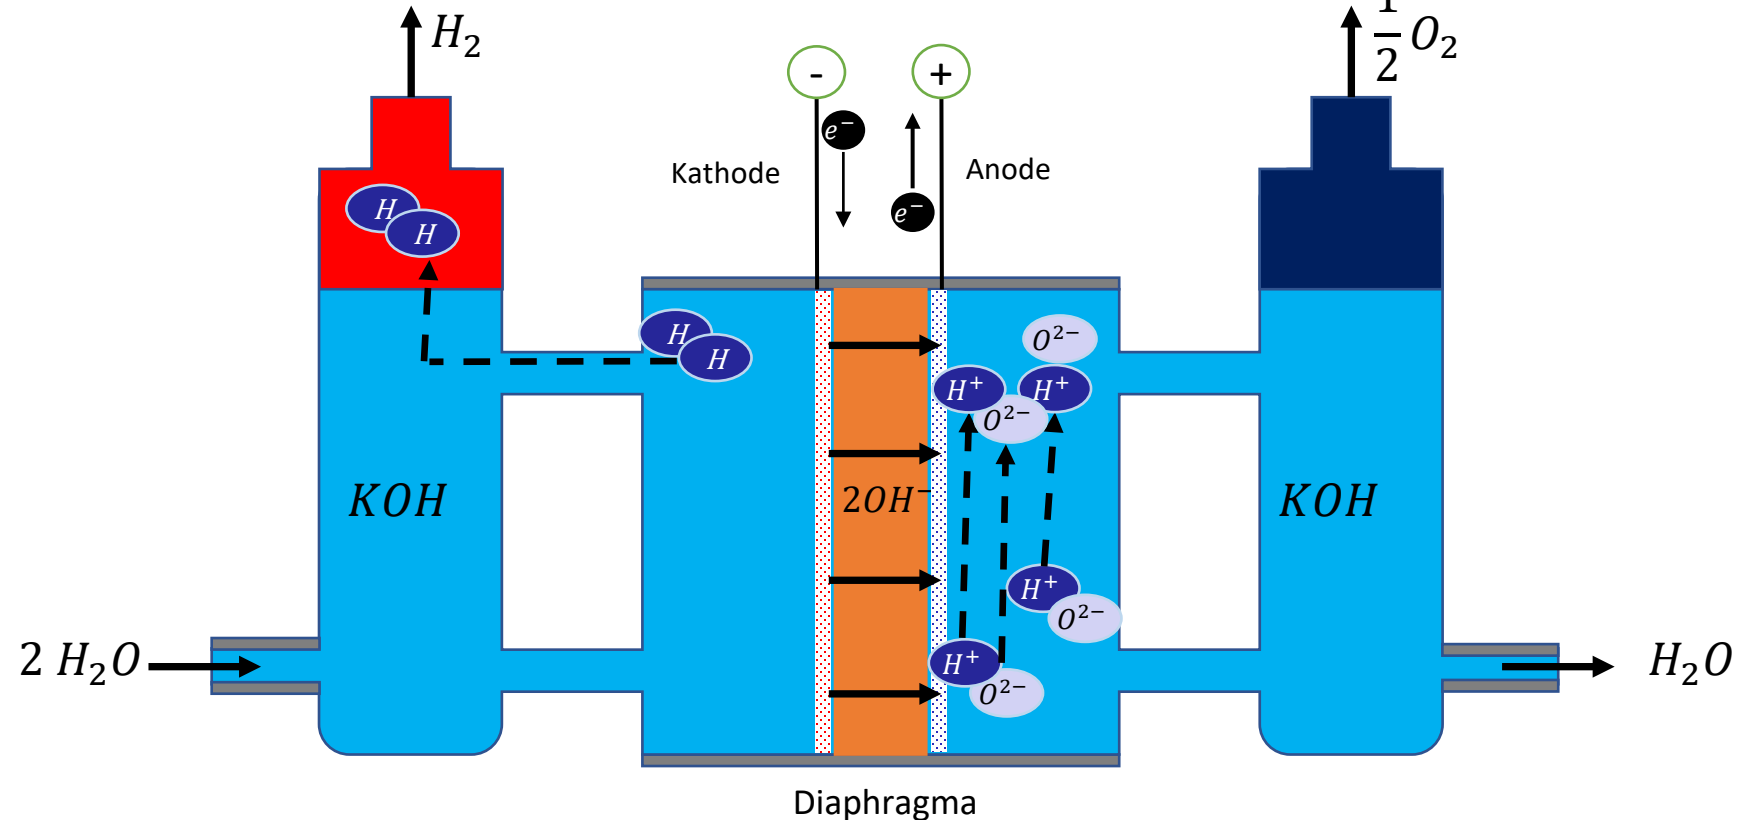 H₂
1/2 O₂
-
+
e⁻
e⁻
Kathode
Anode
H
H
H
H
O²⁻
H⁺
H⁺
O²⁻
KOH
2OH⁻
KOH
H⁺
O²⁻
2 H₂O
H⁺
O²⁻
H₂O
Diaphragma